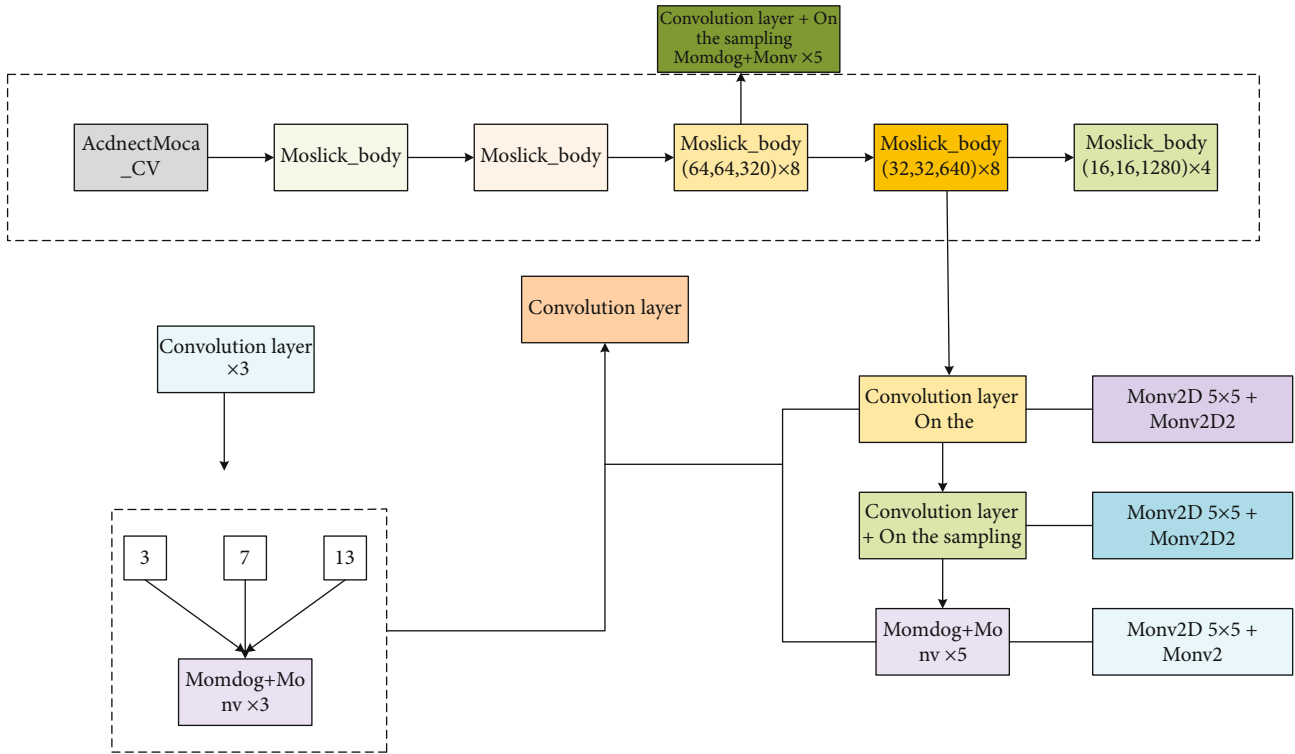 Convolution layer + On
the sampling
Momdog+Monv ×5
AcdnectMoca
_CV
Moslick_body
Moslick_body
Moslick_body
(64,64,320)×8
Moslick_body
(32,32,640)×8
Moslick_body
(16,16,1280)×4
Convolution layer
Convolution layer
×3
Convolution layer
On the
Monv2D 5×5 +
Monv2D2
Convolution layer
+ On the sampling
Monv2D 5×5 +
Monv2D2
3
7
13
Momdog+Mo
nv ×5
Monv2D 5×5 +
Monv2
Momdog+Mo
nv ×3